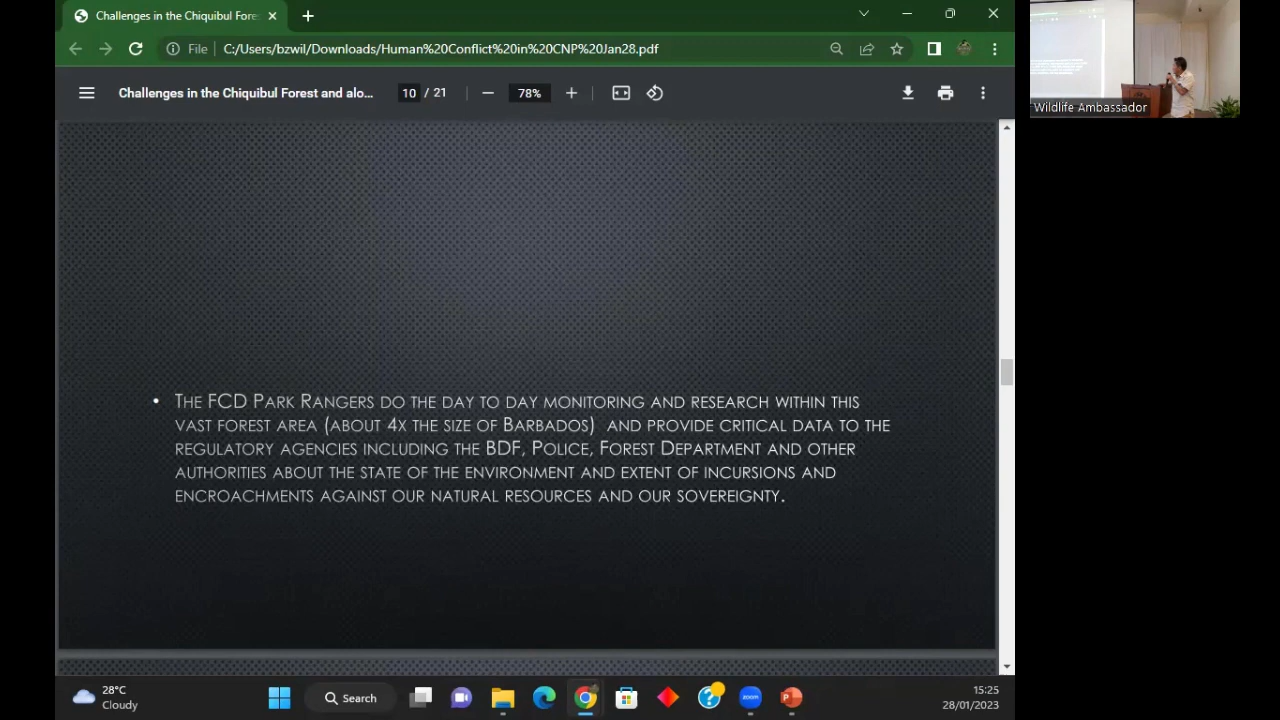 Challenges in the Chiquibul Fore
File
C:/Users/bzwil/Downloads/Human%20Conflict%20in%20CNP%20Jan28.pdf
Challenges in the Chiquibul Forest and alo...
10 / 21
78%
• The FCD Park Rangers do the day to day monitoring and research within this
vast forest area (about 4x the size of Barbados) and provide critical data to the
regulatory agencies including the BDF, Police, Forest Department and other
authorities about the state of the environment and extent of incursions and
encroachments against our natural resources and our sovereignty.
Wildlife Ambassador
28°C
Cloudy
Search
zoom
15:25
28/01/2023